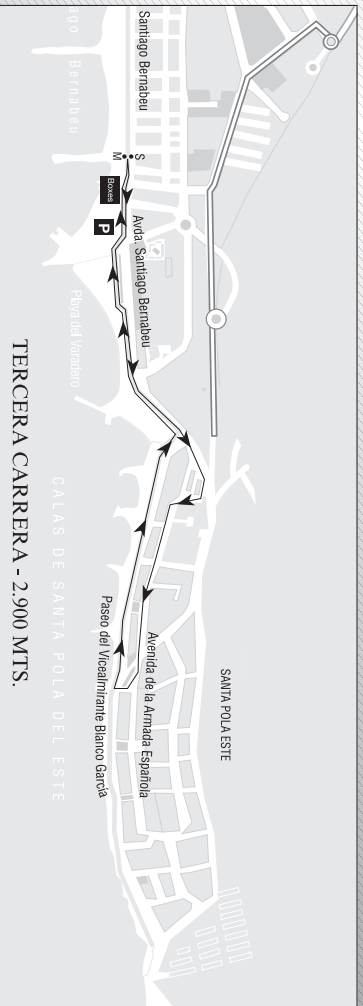 Santiago Bernabeu
ago Bernabeu
S
M
Boxes
P
Avda. Santiago Bernabeu
Playa del Varadero
SANTA POLA ESTE
Avenida de la Armada Española
Paseo del Vicealmirante Blanco García
CALAS DE SANTA POLA DEL ESTE
TERCERA CARRERA - 2.900 MTS.